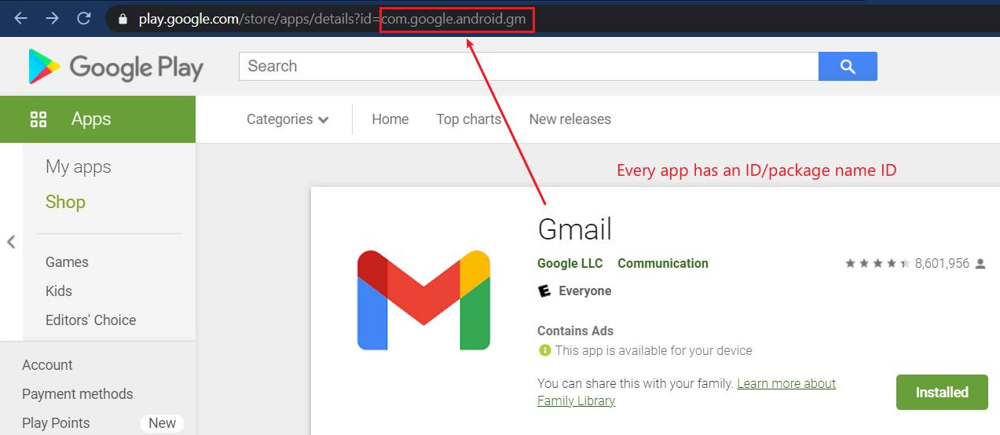 play.google.com/store/apps/details?id=com.google.android.gm
Google Play
Search
Apps
Categories
Home
Top charts
New releases
My apps
Shop
Games
Kids
Editors' Choice
Account
Payment methods
Play Points
New
Every app has an ID/package name ID
Gmail
Google LLC Communication
8,601,956
E Everyone
Contains Ads
This app is available for your device
You can share this with your family. Learn more about
Family Library
Installed